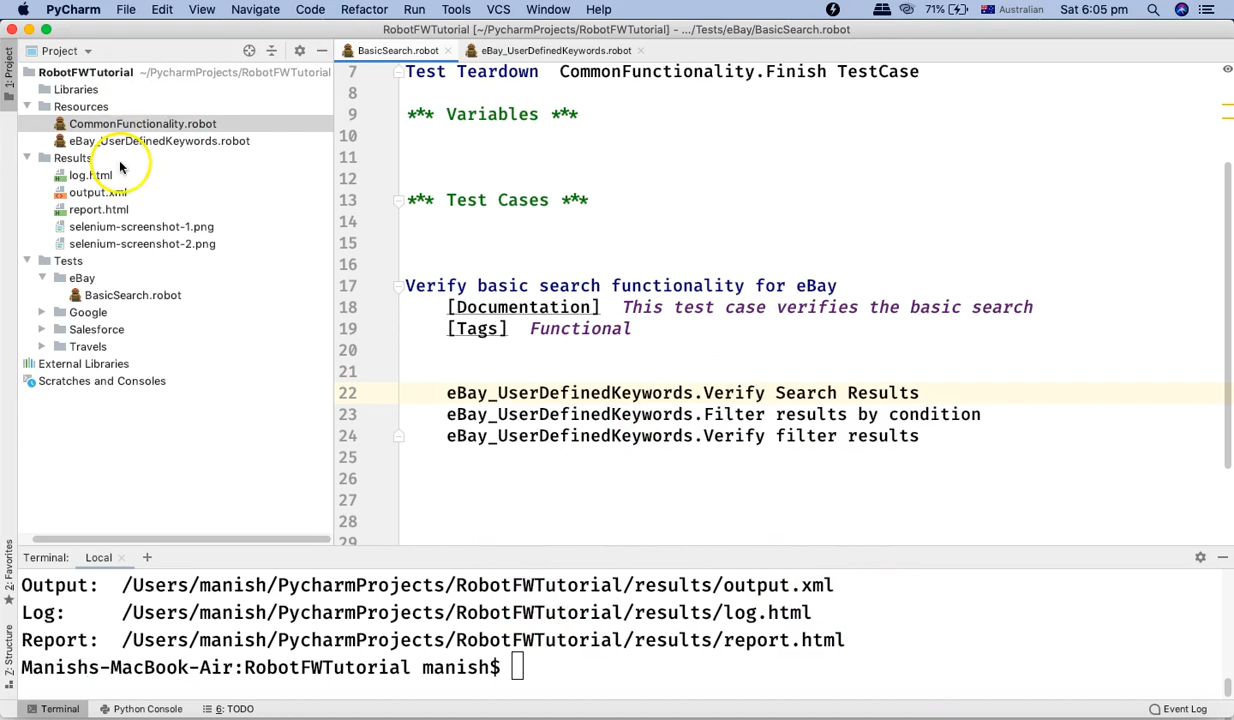 PyCharm File Edit View Navigate Code Refactor Run Tools VCS Window Help 71% Australian Sat 6:05 pm
RobotFWTutorial [~/PycharmProjects/RobotFWTutorial] - .../Tests/eBay/BasicSearch.robot
1: Project
Project
BasicSearch.robot
eBay_UserDefinedKeywords.robot
RobotFWTutorial ~/PycharmProjects/RobotFWTutorial
Libraries
Resources
CommonFunctionality.robot
eBay_UserDefinedKeywords.robot
Results
log.html
output.xml
report.html
selenium-screenshot-1.png
selenium-screenshot-2.png
Tests
eBay
BasicSearch.robot
Google
Salesforce
Travels
External Libraries
Scratches and Consoles
7 Test Teardown CommonFunctionality.Finish TestCase
8
9 *** Variables ***
10
11
12
13 *** Test Cases ***
14
15
16
17 Verify basic search functionality for eBay
18 [Documentation] This test case verifies the basic search
19 [Tags] Functional
20
21
22 eBay_UserDefinedKeywords.Verify Search Results
23 eBay_UserDefinedKeywords.Filter results by condition
24 eBay_UserDefinedKeywords.Verify filter results
25
26
27
28
29
2: Favorites
Z: Structure
Terminal: Local +
Output: /Users/manish/PycharmProjects/RobotFWTutorial/results/output.xml
Log: /Users/manish/PycharmProjects/RobotFWTutorial/results/log.html
Report: /Users/manish/PycharmProjects/RobotFWTutorial/results/report.html
Manishs-MacBook-Air:RobotFWTutorial manish$
Terminal Python Console 6: TODO Event Log